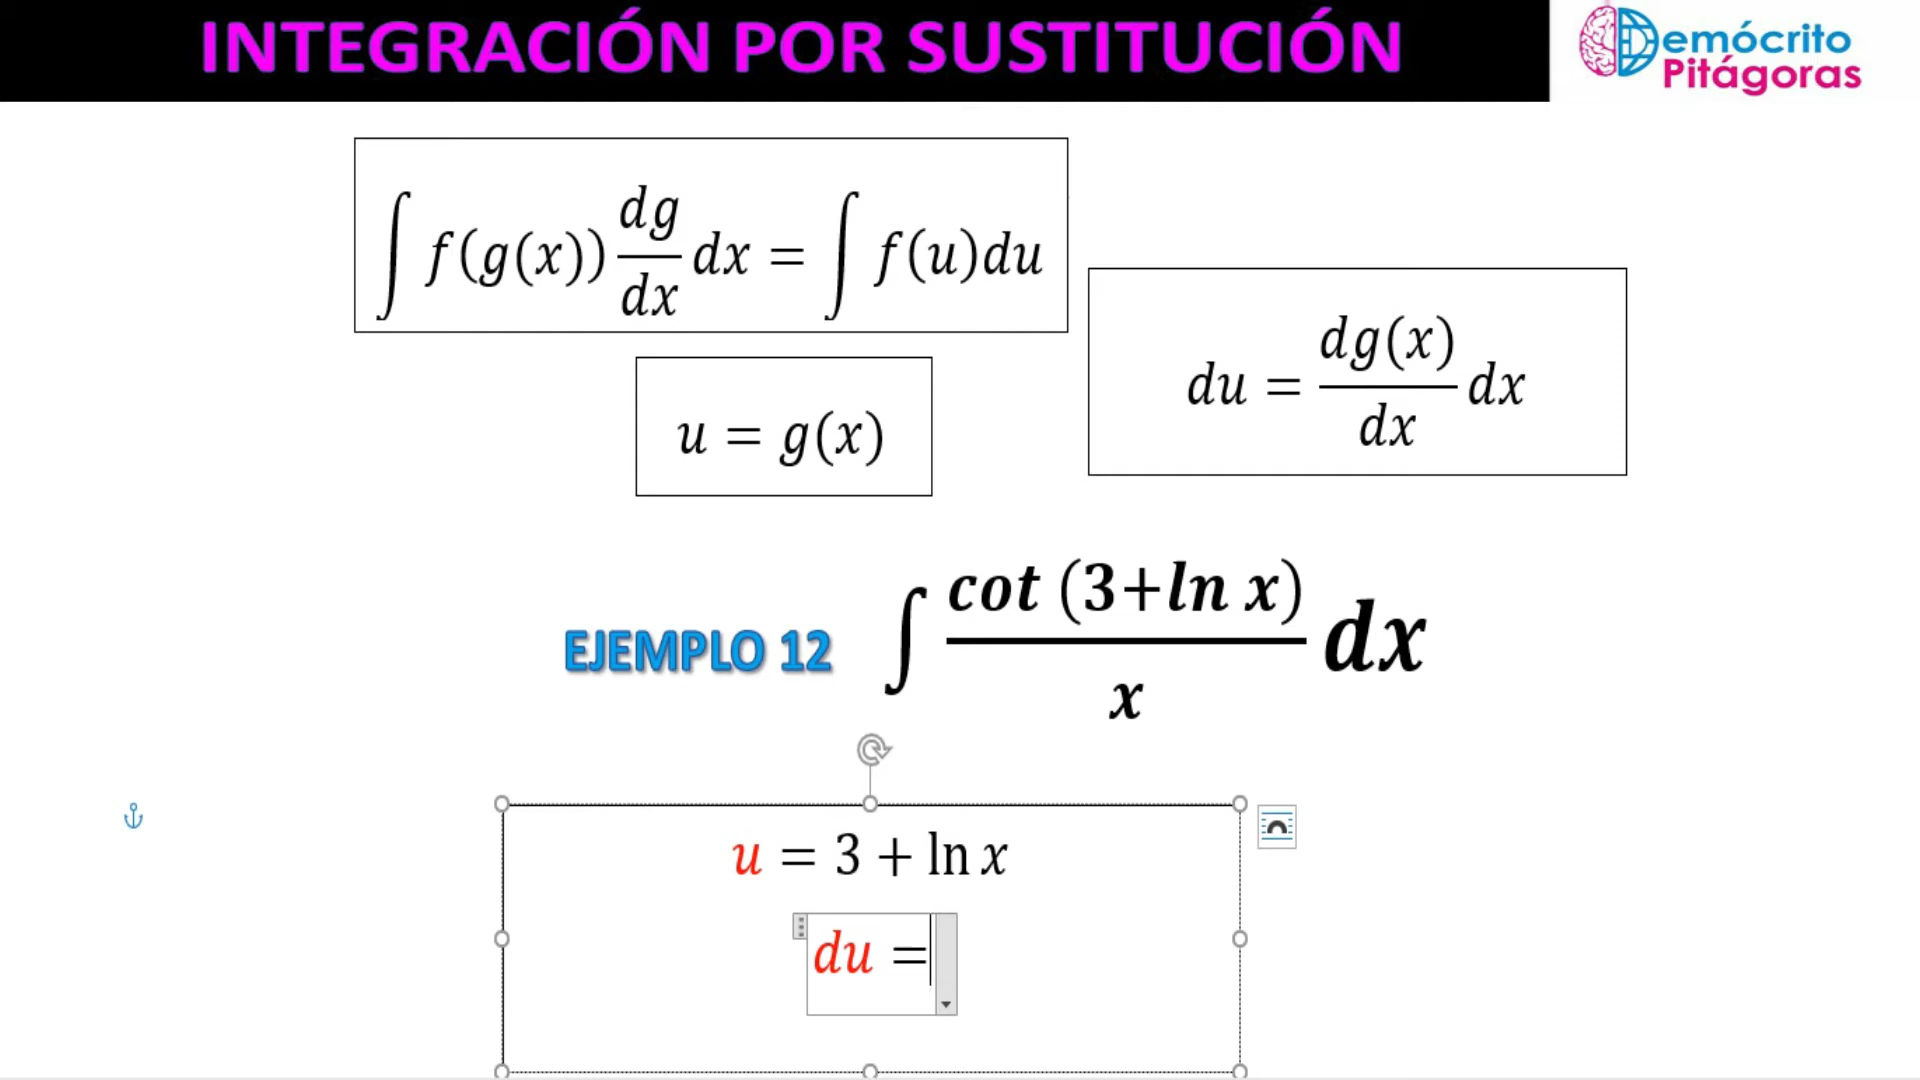 INTEGRACIÓN POR SUSTITUCIÓN
Demócrito
Pitágoras
∫ f(g(x)) dg/dx dx = ∫ f(u)du
du = dg(x)/dx dx
u = g(x)
EJEMPLO 12 ∫ cot (3+ln x)/x dx
u = 3 + ln x
du =